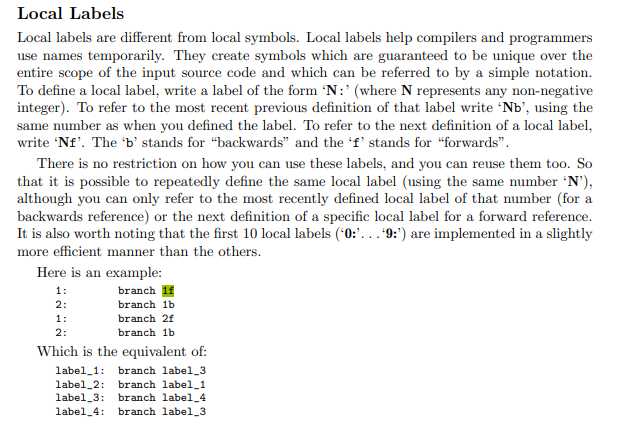 Local Labels
Local labels are different from local symbols. Local labels help compilers and programmers
use names temporarily. They create symbols which are guaranteed to be unique over the
entire scope of the input source code and which can be referred to by a simple notation.
To define a local label, write a label of the form ‘N:’ (where N represents any non-negative
integer). To refer to the most recent previous definition of that label write ‘Nb’, using the
same number as when you defined the label. To refer to the next definition of a local label,
write ‘Nf’. The ‘b’ stands for “backwards” and the ‘f’ stands for “forwards”.
There is no restriction on how you can use these labels, and you can reuse them too. So
that it is possible to repeatedly define the same local label (using the same number ‘N’),
although you can only refer to the most recently defined local label of that number (for a
backwards reference) or the next definition of a specific local label for a forward reference.
It is also worth noting that the first 10 local labels (‘0:’...‘9:’) are implemented in a slightly
more efficient manner than the others.
Here is an example:
1: branch 1f
2: branch 1b
1: branch 2f
2: branch 1b
Which is the equivalent of:
label_1: branch label_3
label_2: branch label_1
label_3: branch label_4
label_4: branch label_3